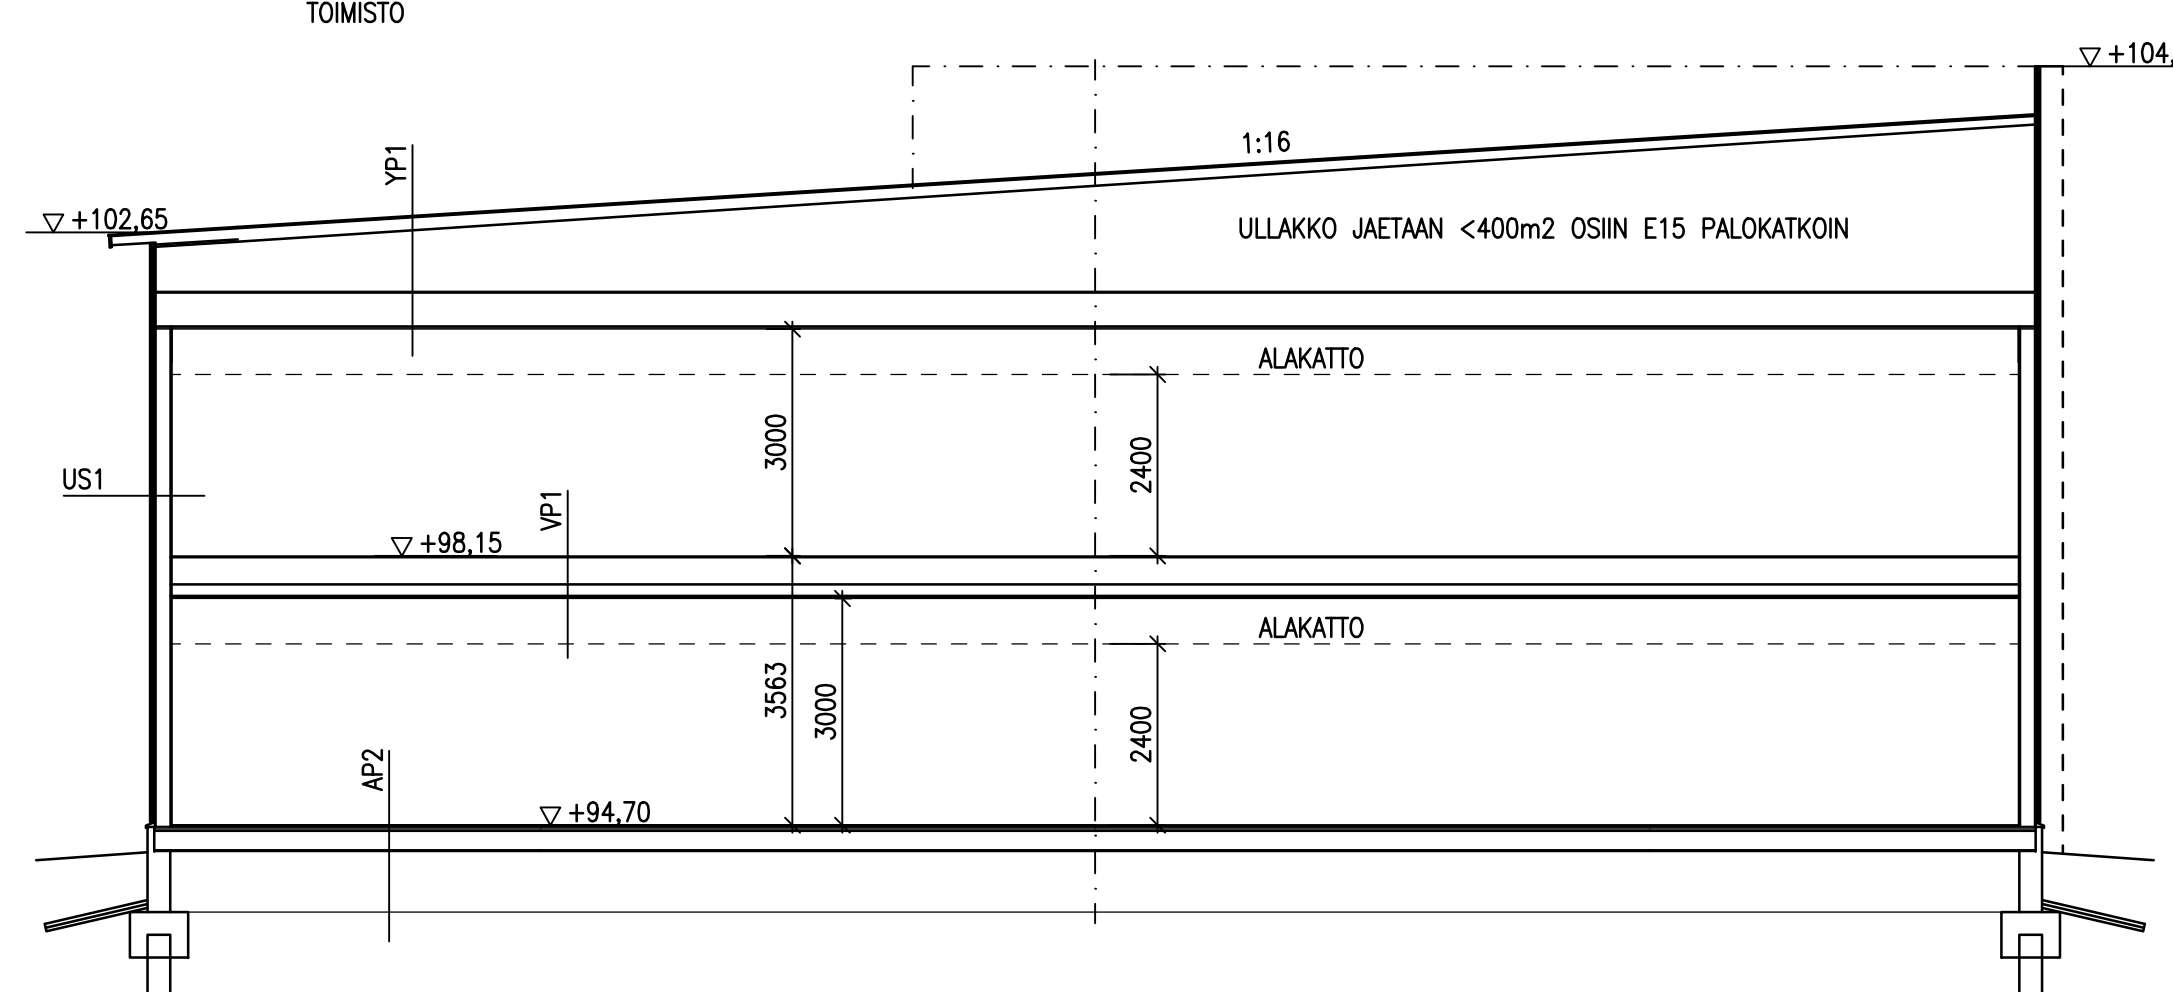 TOIMISTO
+104,
1:16
YP1
+102,65
ULLAKKO JAETAAN <400m2 OSIIN E15 PALOKATKOIN
ALAKATTO
3000
2400
US1
VP1
+98,15
ALAKATTO
3563
3000
2400
AP2
+94,70